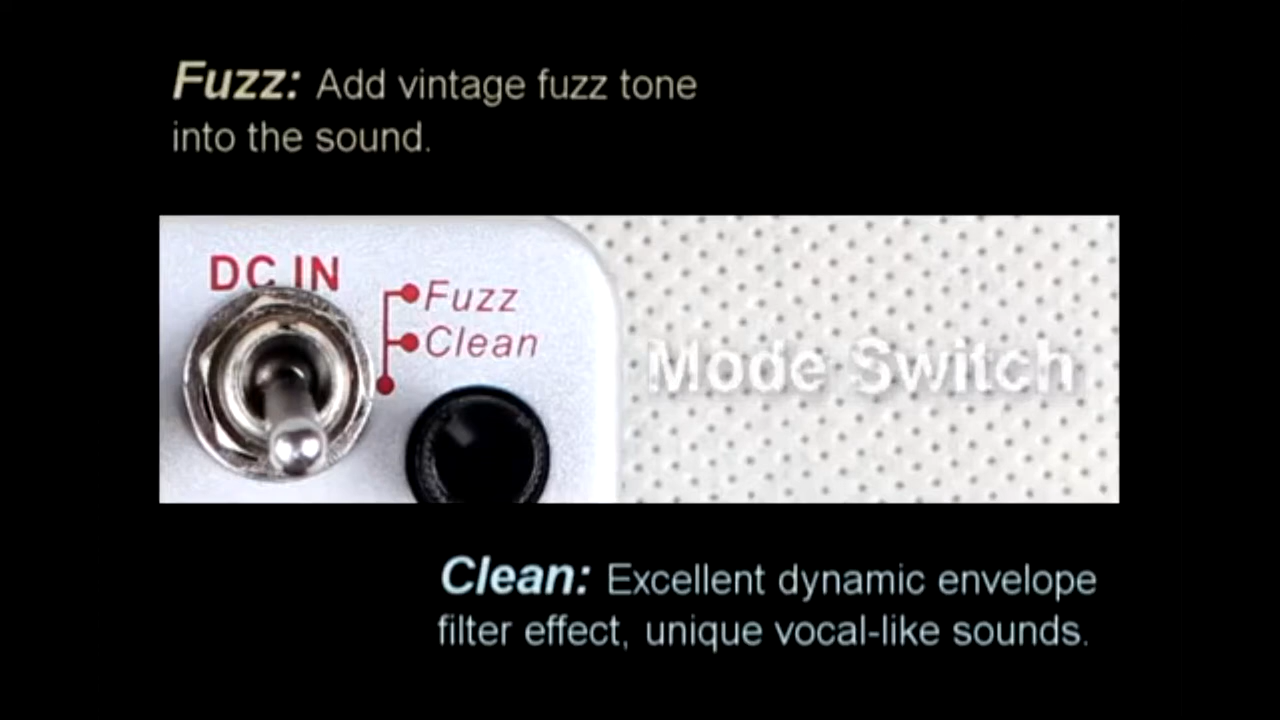 Fuzz: Add vintage fuzz tone
into the sound.
DC IN
Fuzz
Clean
Mode Switch
Clean: Excellent dynamic envelope
filter effect, unique vocal-like sounds.